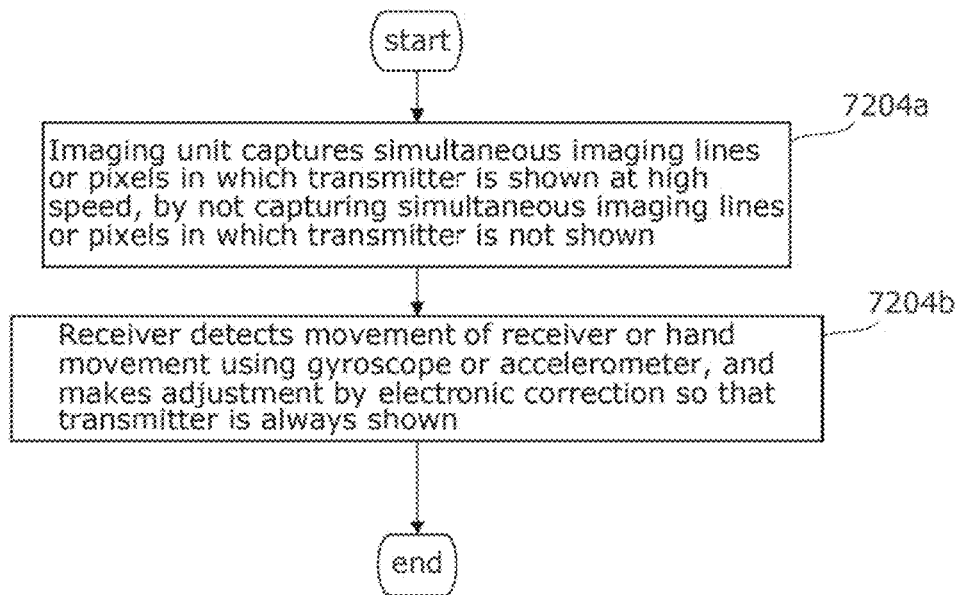 start
7204a
Imaging unit captures simultaneous imaging lines
or pixels in which transmitter is shown at high
speed, by not capturing simultaneous imaging lines
or pixels in which transmitter is not shown
7204b
Receiver detects movement of receiver or hand
movement using gyroscope or accelerometer, and
makes adjustment by electronic correction so that
transmitter is always shown
end